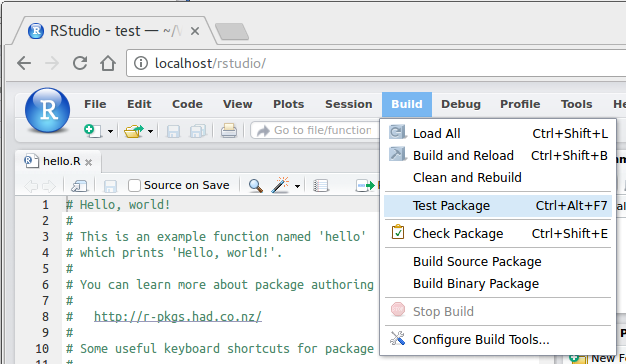 RStudio - test — ~/
localhost/rstudio/
R
File Edit Code View Plots Session Build Debug Profile Tools He
Go to file/function
hello.R
Source on Save
1 # Hello, world!
2 #
3 # This is an example function named 'hello'
4 # which prints 'Hello, world!'.
5 #
6 # You can learn more about package authoring
7 #
8 #   http://r-pkgs.had.co.nz/
9 #
10 # Some useful keyboard shortcuts for package
11 #
Load All Ctrl+Shift+L
Build and Reload Ctrl+Shift+B
Clean and Rebuild
Test Package Ctrl+Alt+F7
Check Package Ctrl+Shift+E
Build Source Package
Build Binary Package
Stop Build
Configure Build Tools...
New Fo